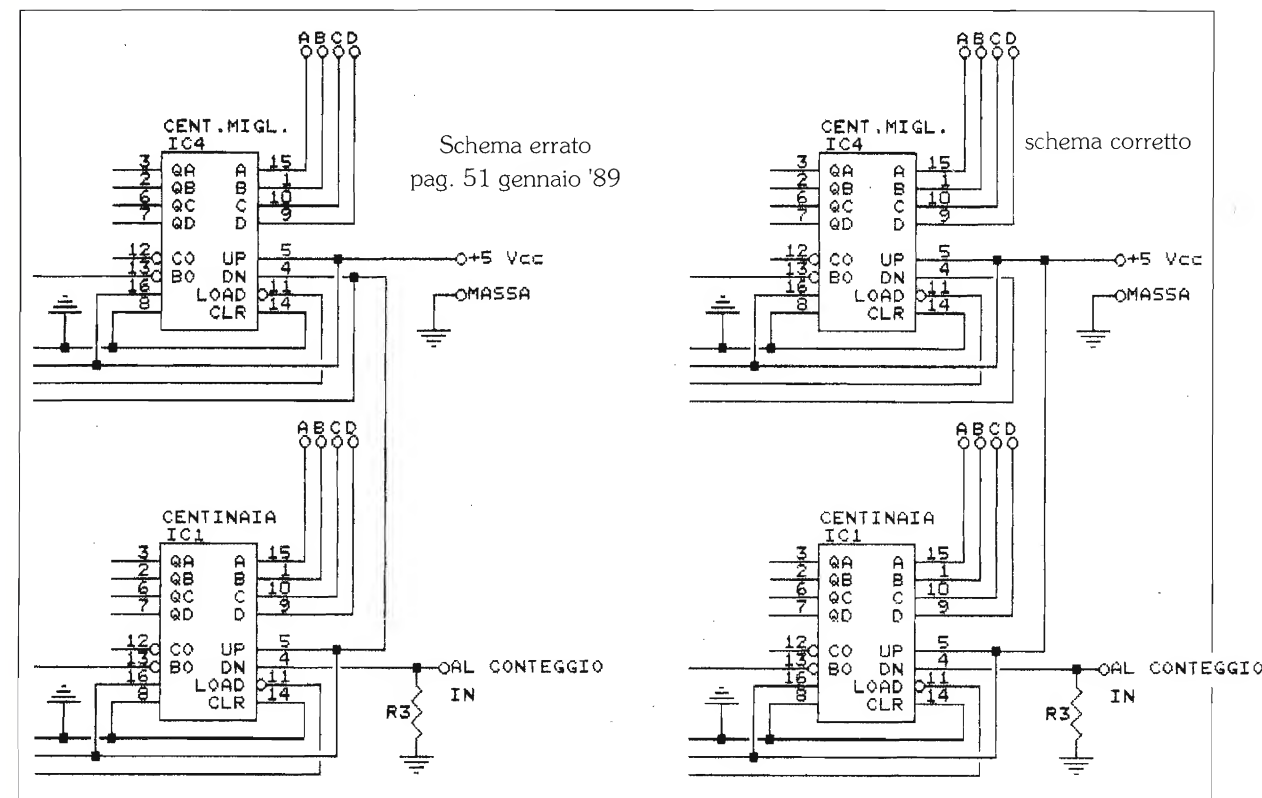 ABCD
CENT.MIGL.
IC4
3 QA A 15
2 QB B 1
6 QC C 10
7 QD D 9
12 CO UP 5
13 BO DN 4
16 LOAD 11
8 CLR 14
+5 Vcc
MASSA
Schema errato
pag. 51 gennaio '89
ABCD
CENTINAIA
IC1
3 QA A 15
2 QB B 1
6 QC C 10
7 QD D 9
12 CO UP 5
13 BO DN 4
16 LOAD 11
8 CLR 14
AL CONTEGGIO
IN
R3
ABCD
CENT.MIGL.
IC4
3 QA A 15
2 QB B 1
6 QC C 10
7 QD D 9
12 CO UP 5
13 BO DN 4
16 LOAD 11
8 CLR 14
+5 Vcc
MASSA
schema corretto
ABCD
CENTINAIA
IC1
3 QA A 15
2 QB B 1
6 QC C 10
7 QD D 9
12 CO UP 5
13 BO DN 4
16 LOAD 11
8 CLR 14
AL CONTEGGIO
IN
R3